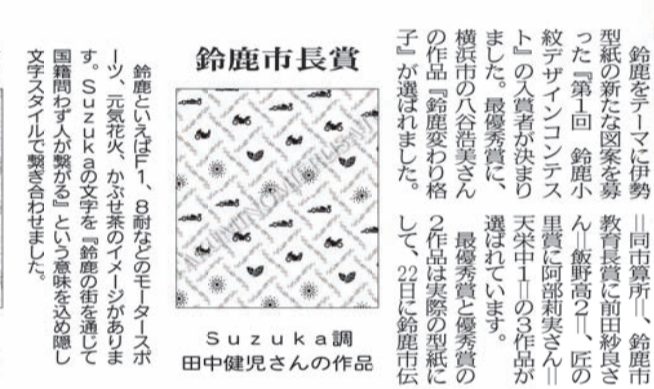 鈴鹿をテーマに伊勢
型紙の新たな図案を募
った『第1回 鈴鹿小
紋デザインコンテス
ト』の入賞者が決まり
ました。最優秀賞に、
横浜市の八谷浩美さん
の作品『鈴鹿変わり格
子』が選ばれました。
=同市算所=、鈴鹿市
教育長賞に前田紗良さ
ん=飯野高2=、匠の
里賞に阿部莉実さん=
天栄中1=の3作品が
選ばれています。
最優秀賞と優秀賞の
2作品は実際の型紙に
して、22日に鈴鹿市伝
鈴鹿市長賞
Suzuka調
田中健児さんの作品
鈴鹿といえばF1、8耐などのモータースポ
ーツ、元気花火、かぶせ茶のイメージがありま
す。Suzukaの文字を『鈴鹿の街を通じて
国籍問わず人が繋がる』という意味を込め隠し
文字スタイルで繋ぎ合わせました。